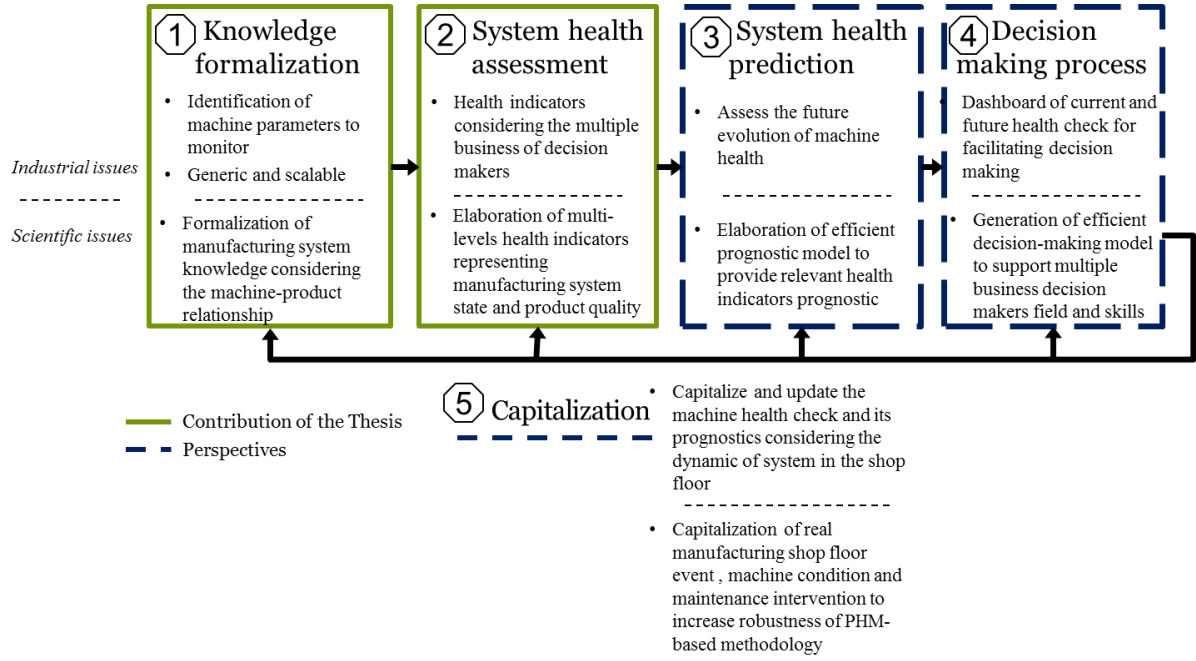 1 Knowledge
formalization
• Identification of
machine parameters to
monitor
• Generic and scalable
• Formalization of
manufacturing system
knowledge considering
the machine-product
relationship
2 System health
assessment
• Health indicators
considering the multiple
business of decision
makers
• Elaboration of multi-
levels health indicators
representing
manufacturing system
state and product quality
3 System health
prediction
• Assess the future
evolution of machine
health
• Elaboration of efficient
prognostic model to
provide relevant health
indicators prognostic
4 Decision
making process
• Dashboard of current and
future health check for
facilitating decision
making
• Generation of efficient
decision-making model
to support multiple
business decision
makers field and skills
Industrial issues
Scientific issues
Contribution of the Thesis
Perspectives
5 Capitalization
• Capitalize and update the
machine health check and its
prognostics considering the
dynamic of system in the shop
floor
• Capitalization of real
manufacturing shop floor
event , machine condition and
maintenance intervention to
increase robustness of PHM-
based methodology